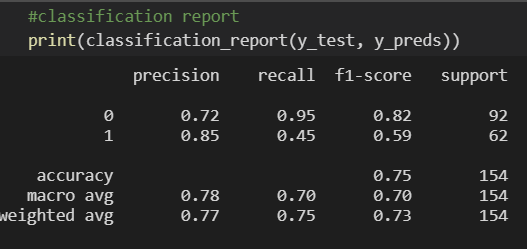 #classification report
print(classification_report(y_test, y_preds))
precision recall f1-score support
0 0.72 0.95 0.82 92
1 0.85 0.45 0.59 62
accuracy 0.75 154
macro avg 0.78 0.70 0.70 154
weighted avg 0.77 0.75 0.73 154